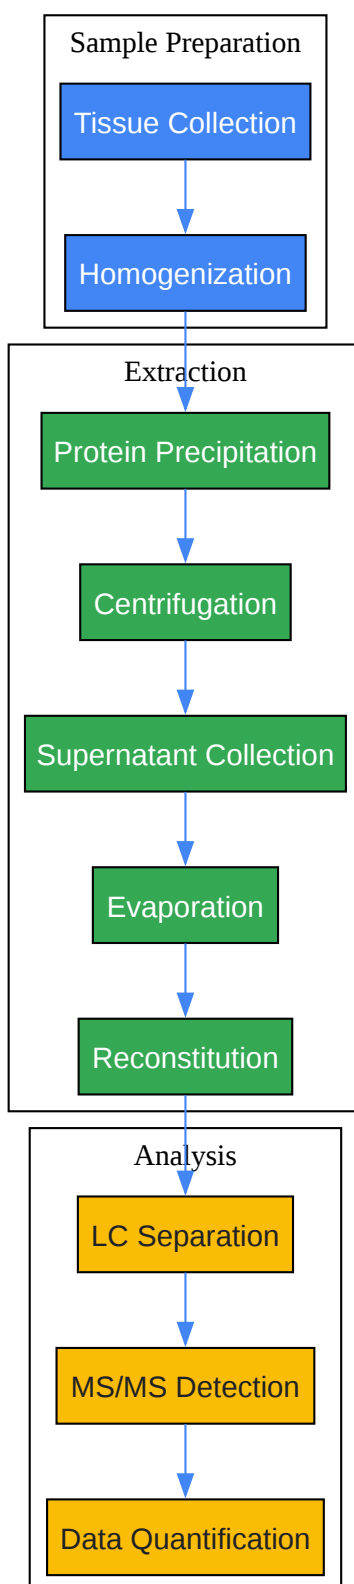 Sample Preparation
Tissue Collection
Homogenization
Extraction
Protein Precipitation
Centrifugation
Supernatant Collection
Evaporation
Reconstitution
Analysis
LC Separation
MS/MS Detection
Data Quantification